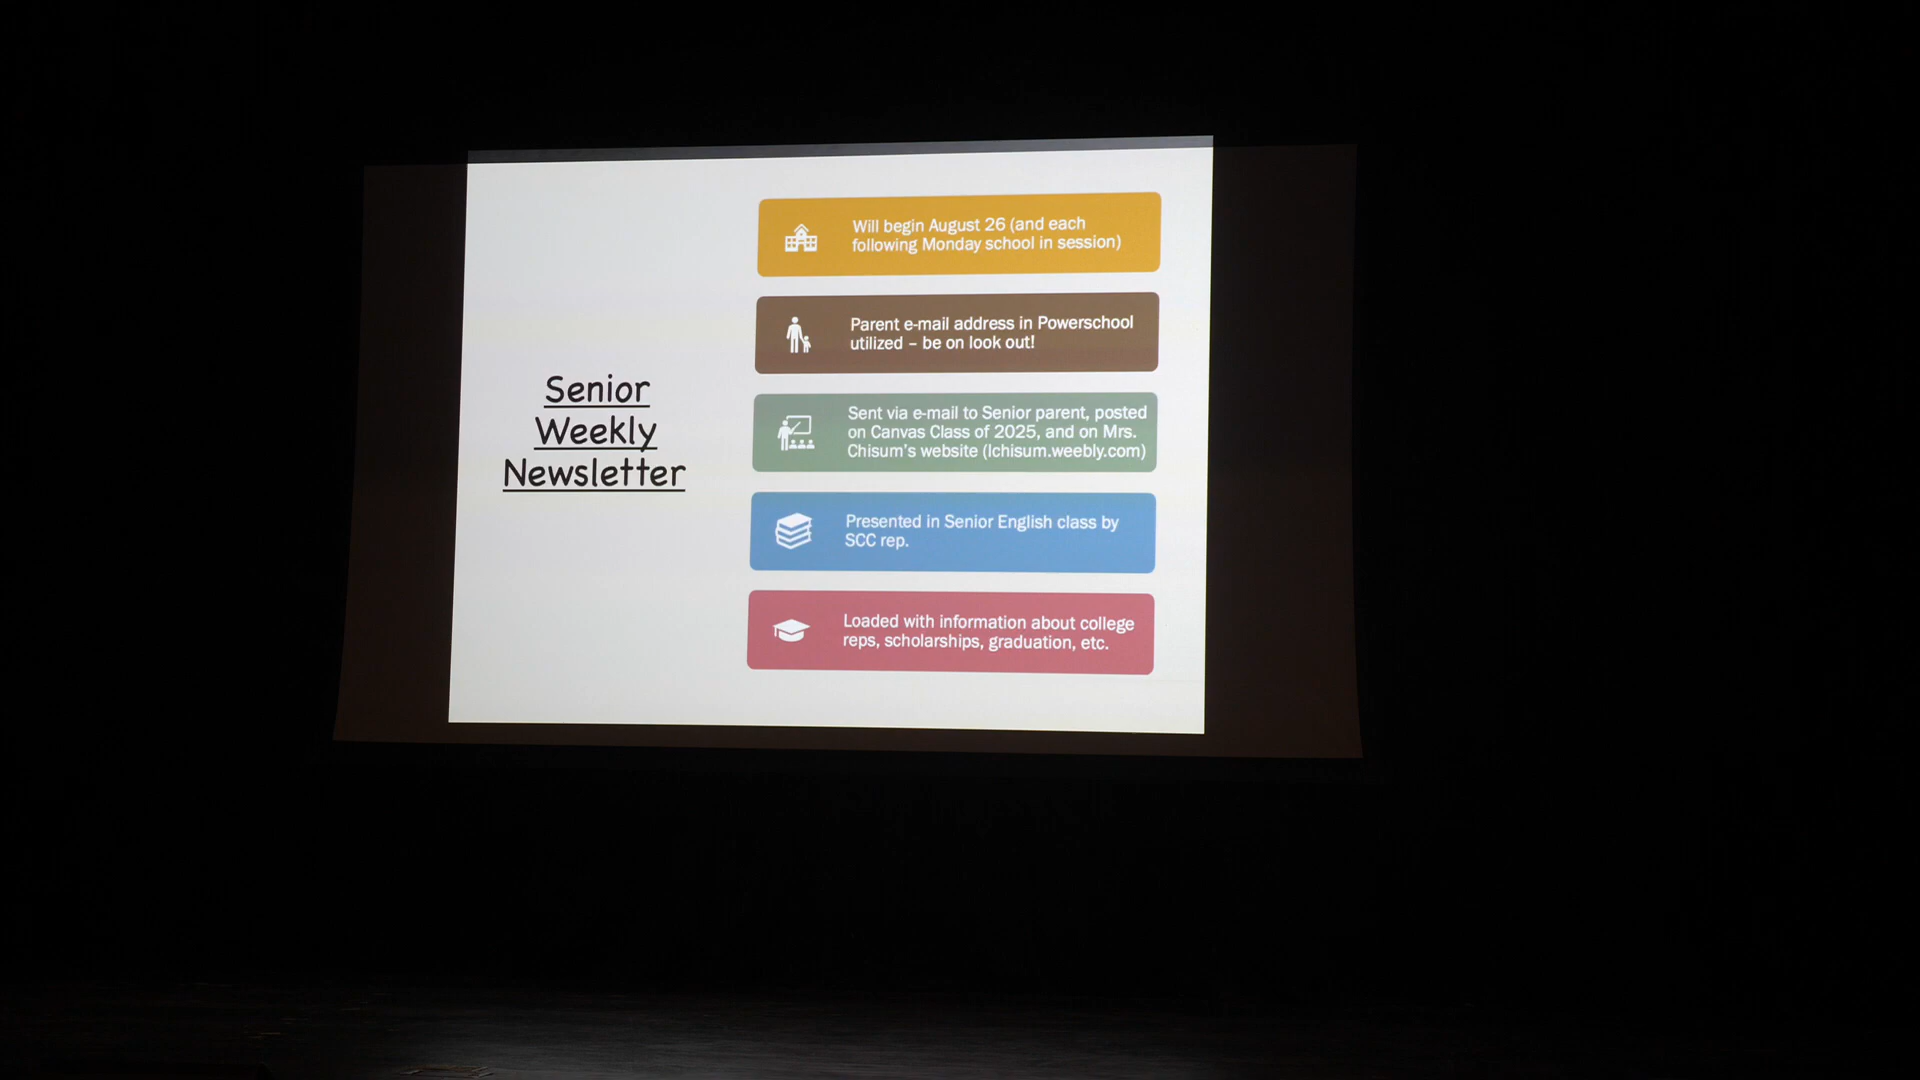 Senior
Weekly
Newsletter
Will begin August 26 (and each
following Monday school in session)
Parent e-mail address in Powerschool
utilized – be on look out!
Sent via e-mail to Senior parent, posted
on Canvas Class of 2025, and on Mrs.
Chisum's website (lchisum.weebly.com)
Presented in Senior English class by
SCC rep.
Loaded with information about college
reps, scholarships, graduation, etc.